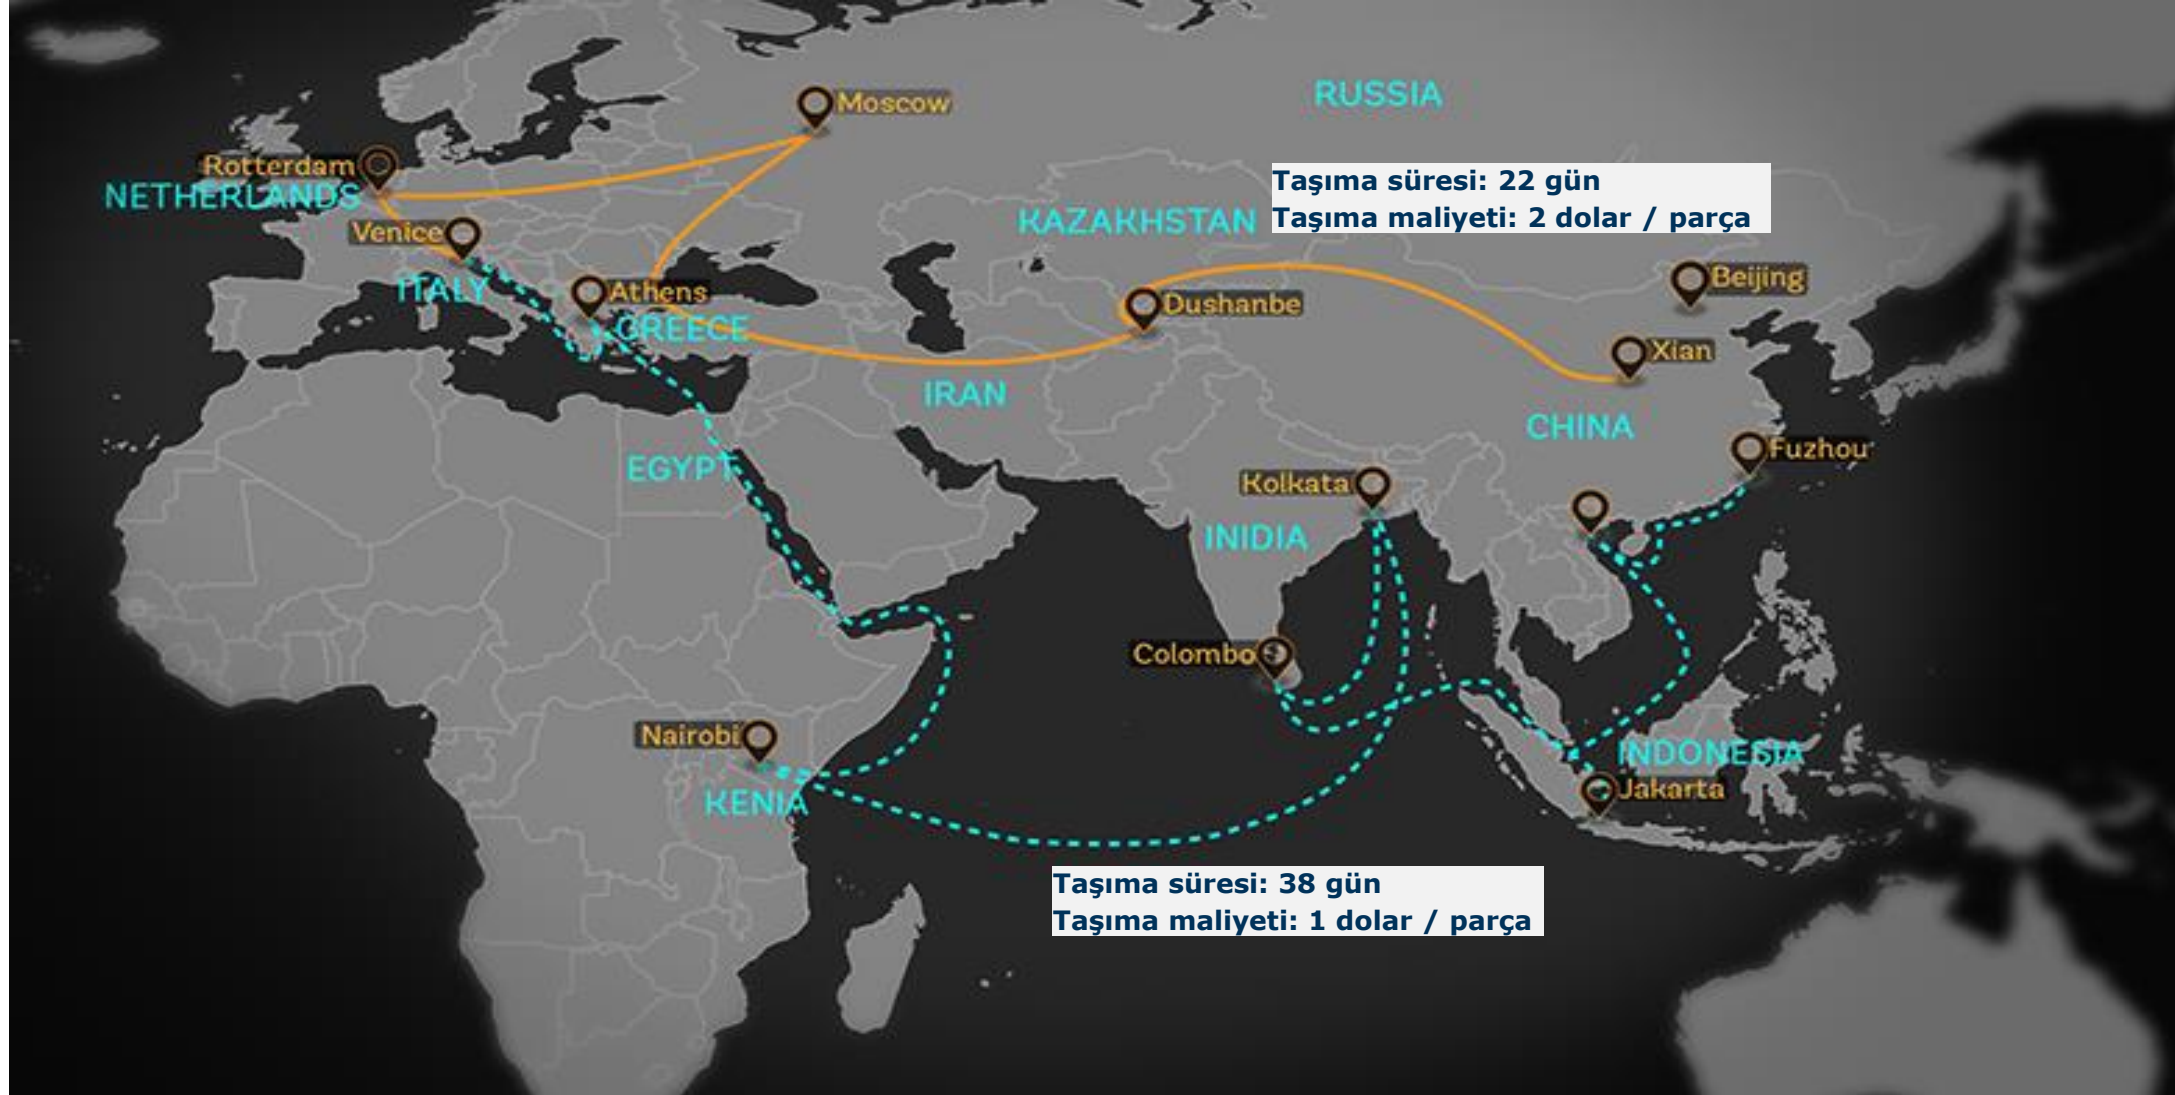 Moscow
RUSSIA
Rotterdam
NETHERLANDS
Taşıma süresi: 22 gün
Taşıma maliyeti: 2 dolar / parça
KAZAKHSTAN
Venice
ITALY
Athens
GREECE
Dushanbe
Beijing
Xian
IRAN
CHINA
EGYPT
Kolkata
Fuzhou
INIDIA
Colombo
Nairobi
KENIA
INDONESIA
Jakarta
Taşıma süresi: 38 gün
Taşıma maliyeti: 1 dolar / parça